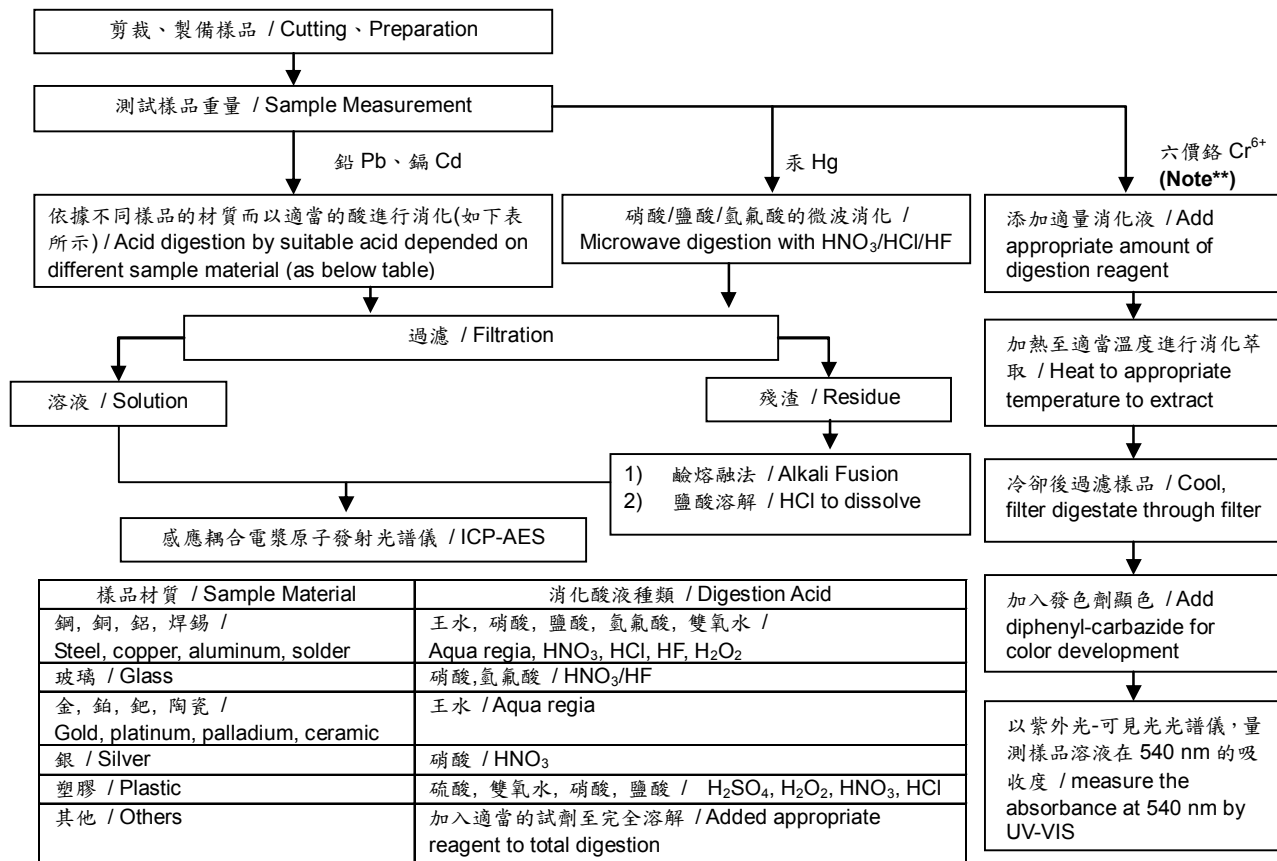 剪裁、製備樣品 / Cutting、Preparation
測試樣品重量 / Sample Measurement
鉛 Pb、鎘 Cd
汞 Hg
六價鉻 Cr⁶⁺
(Note**)
依據不同樣品的材質而以適當的酸進行消化(如下表
所示) / Acid digestion by suitable acid depended on
different sample material (as below table)
硝酸/鹽酸/氫氟酸的微波消化 /
Microwave digestion with HNO₃/HCl/HF
添加適量消化液 / Add
appropriate amount of
digestion reagent
過濾 / Filtration
溶液 / Solution
殘渣 / Residue
加熱至適當溫度進行消化萃
取 / Heat to appropriate
temperature to extract
1) 鹼熔融法 / Alkali Fusion
2) 鹽酸溶解 / HCl to dissolve
冷卻後過濾樣品 / Cool,
filter digestate through filter
感應耦合電漿原子發射光譜儀 / ICP-AES
加入發色劑顯色 / Add
diphenyl-carbazide for
color development
以紫外光-可見光光譜儀,量
測樣品溶液在 540 nm 的吸
收度 / measure the
absorbance at 540 nm by
UV-VIS
樣品材質 / Sample Material
消化酸液種類 / Digestion Acid
鋼, 銅, 鋁, 焊錫 /
Steel, copper, aluminum, solder
王水, 硝酸, 鹽酸, 氫氟酸, 雙氧水 /
Aqua regia, HNO₃, HCl, HF, H₂O₂
玻璃 / Glass
硝酸,氫氟酸 / HNO₃/HF
金, 鉑, 鈀, 陶瓷 /
Gold, platinum, palladium, ceramic
王水 / Aqua regia
銀 / Silver
硝酸 / HNO₃
塑膠 / Plastic
硫酸, 雙氧水, 硝酸, 鹽酸 / H₂SO₄, H₂O₂, HNO₃, HCl
其他 / Others
加入適當的試劑至完全溶解 / Added appropriate
reagent to total digestion